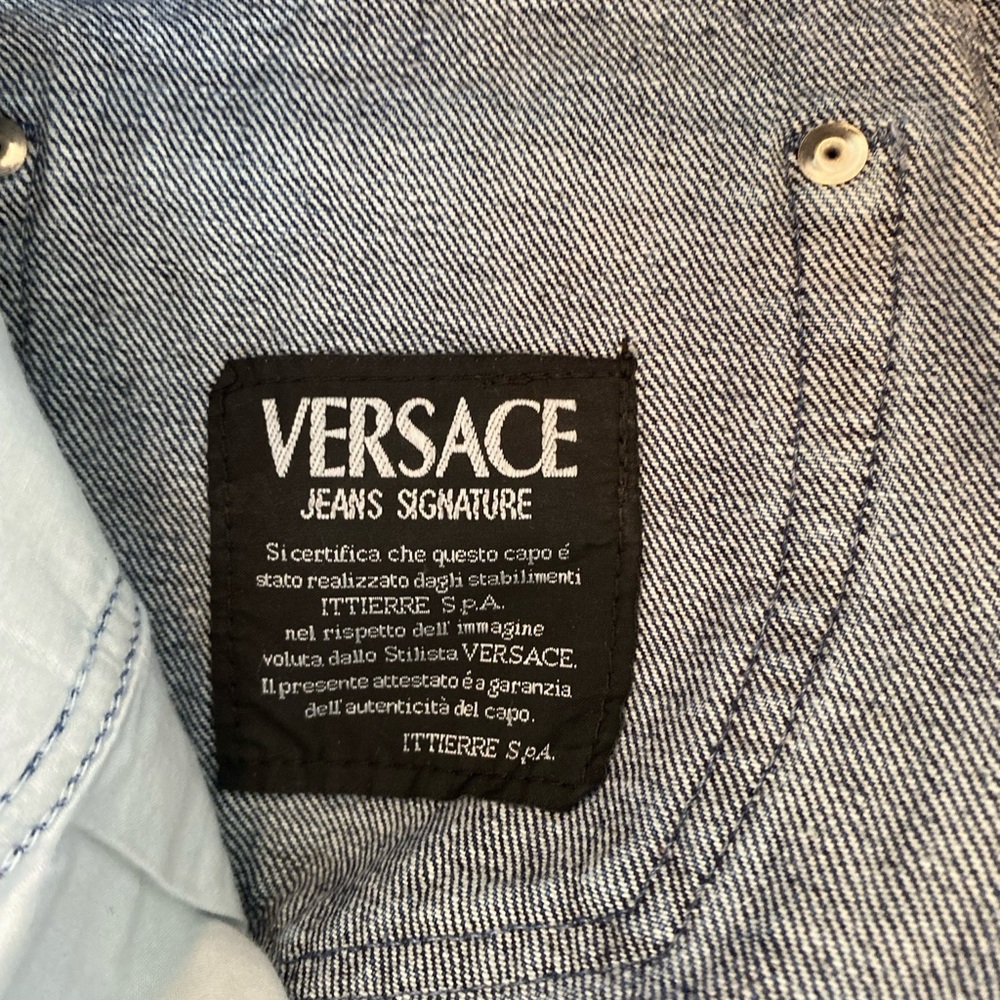 VERSACE
JEANS SIGNATURE
Si certifica che questo capo é
stato realizzato dagli stabilimenti
ITTIERRE S.p.A.
nel rispetto dell' immagine
voluta dallo Stilista VERSACE.
Il presente attestato é a garanzia
dell' autenticità del capo.
ITTIERRE S.p.A.